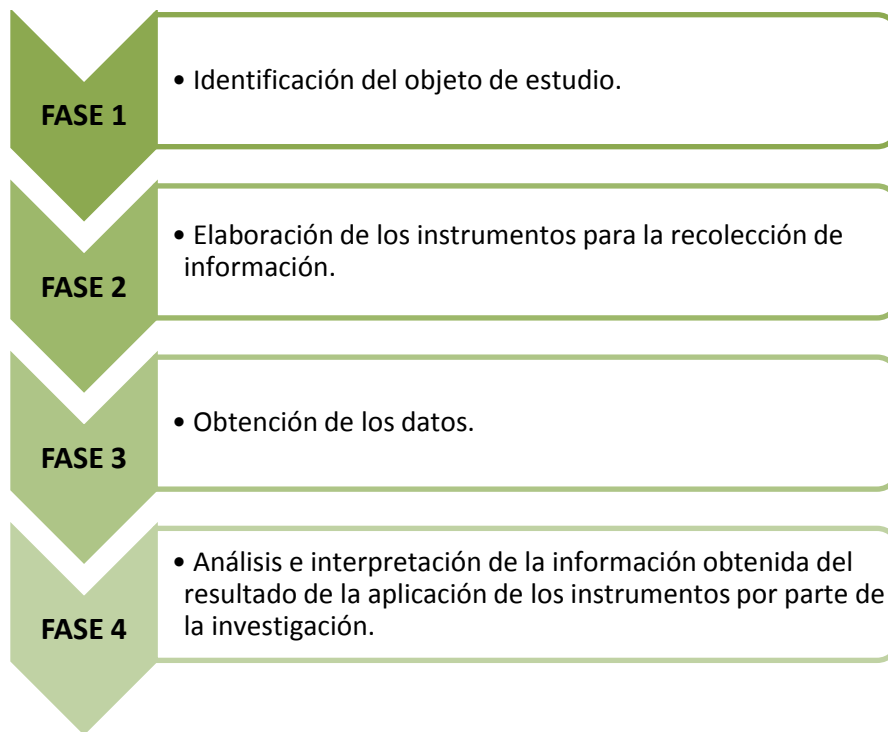 FASE 1
• Identificación del objeto de estudio.
FASE 2
• Elaboración de los instrumentos para la recolección de
información.
FASE 3
• Obtención de los datos.
FASE 4
• Análisis e interpretación de la información obtenida del
resultado de la aplicación de los instrumentos por parte de
la investigación.